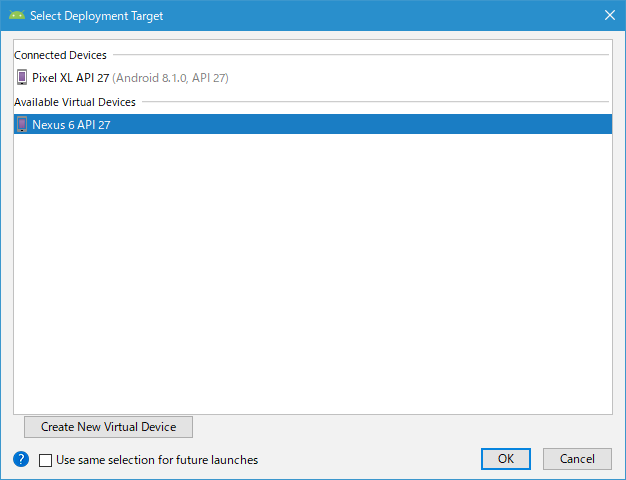 Select Deployment Target
Connected Devices
Pixel XL API 27 (Android 8.1.0, API 27)
Available Virtual Devices
Nexus 6 API 27
Create New Virtual Device
?
Use same selection for future launches
OK
Cancel